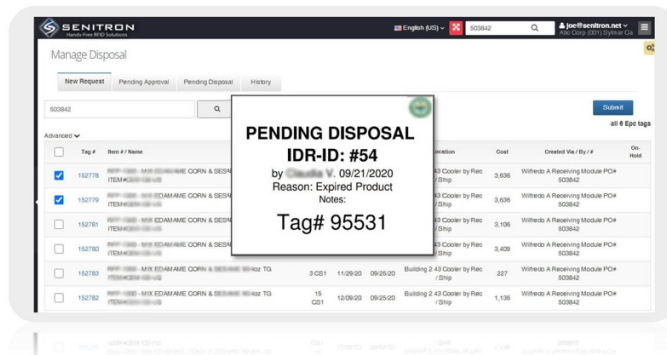 SENITRON
Hands-Free RFID Solutions
English (US)
503842
joe@senitron.net
Abc Corp (001) Sylmar Ca
Manage Disposal
New Request Pending Approval Pending Disposal History
503842
Submit
all 6 Epc tags
Advanced
Tag # Item # / Name Location Cost Created Via / By / # On-Hold
152778 MIX EDAMAME CORN & 43 Cooler by Rec / Ship 3,636 Wilfredo A Receiving Module PO# 503842
152779 MIX EDAMAME CORN & 43 Cooler by Rec / Ship 3,636 Wilfredo A Receiving Module PO# 503842
152781 MIX EDAMAME CORN & 43 Cooler by Rec / Ship 3,106 Wilfredo A Receiving Module PO# 503842
152780 MIX EDAMAME CORN & 43 Cooler by Rec / Ship 3,409 Wilfredo A Receiving Module PO# 503842
152783 MIX EDAMAME CORN & oz TG 3 CS1 11/29/20 09/25/20 Building 2 43 Cooler by Rec / Ship 227 Wilfredo A Receiving Module PO# 503842
152782 MIX EDAMAME CORN & oz TG 15 CS1 12/09/20 09/25/20 Building 2 43 Cooler by Rec / Ship 1,136 Wilfredo A Receiving Module PO# 503842
PENDING DISPOSAL
IDR-ID: #54
by V. 09/21/2020
Reason: Expired Product
Notes:
Tag# 95531